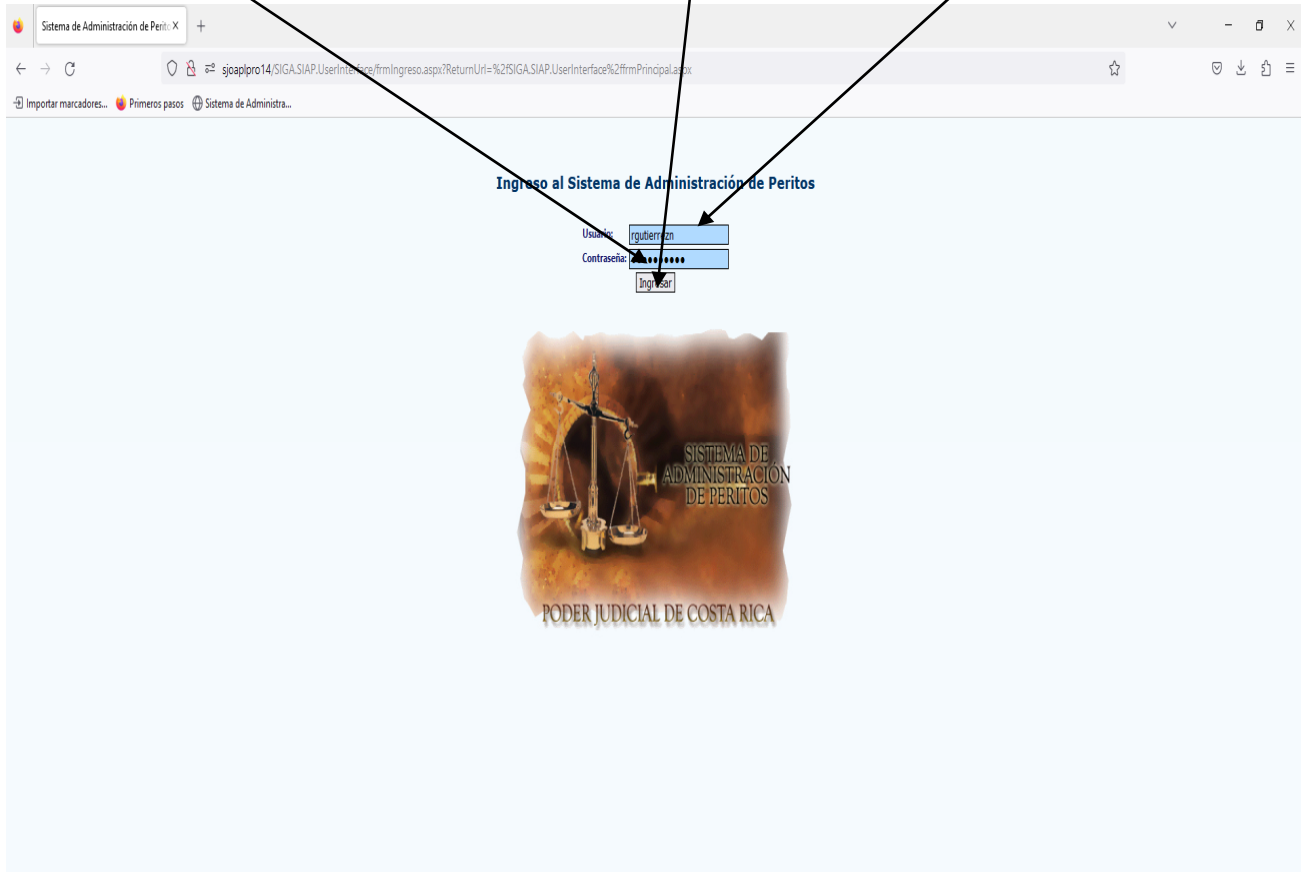 Sistema de Administración de Perito
sjoaplpro14/SIGA.SIAP.UserInterface/frmIngreso.aspx?ReturnUrl=%2fSIGA.SIAP.UserInterface%2ffrmPrincipal.aspx
Importar marcadores... Primeros pasos Sistema de Administra...
Ingreso al Sistema de Administración de Peritos
Usuario: rgutierrezn
Contraseña: ●●●●●●●●●●
Ingresar
SISTEMA DE
ADMINISTRACIÓN
DE PERITOS
PODER JUDICIAL DE COSTA RICA